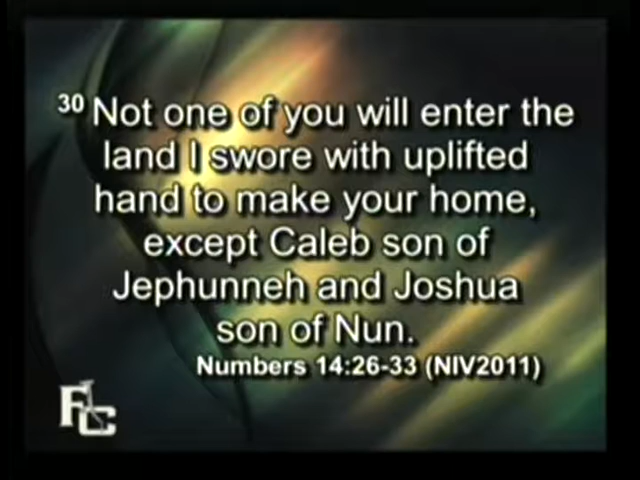 30 Not one of you will enter the
land I swore with uplifted
hand to make your home,
except Caleb son of
Jephunneh and Joshua
son of Nun.
Numbers 14:26-33 (NIV2011)
FLC